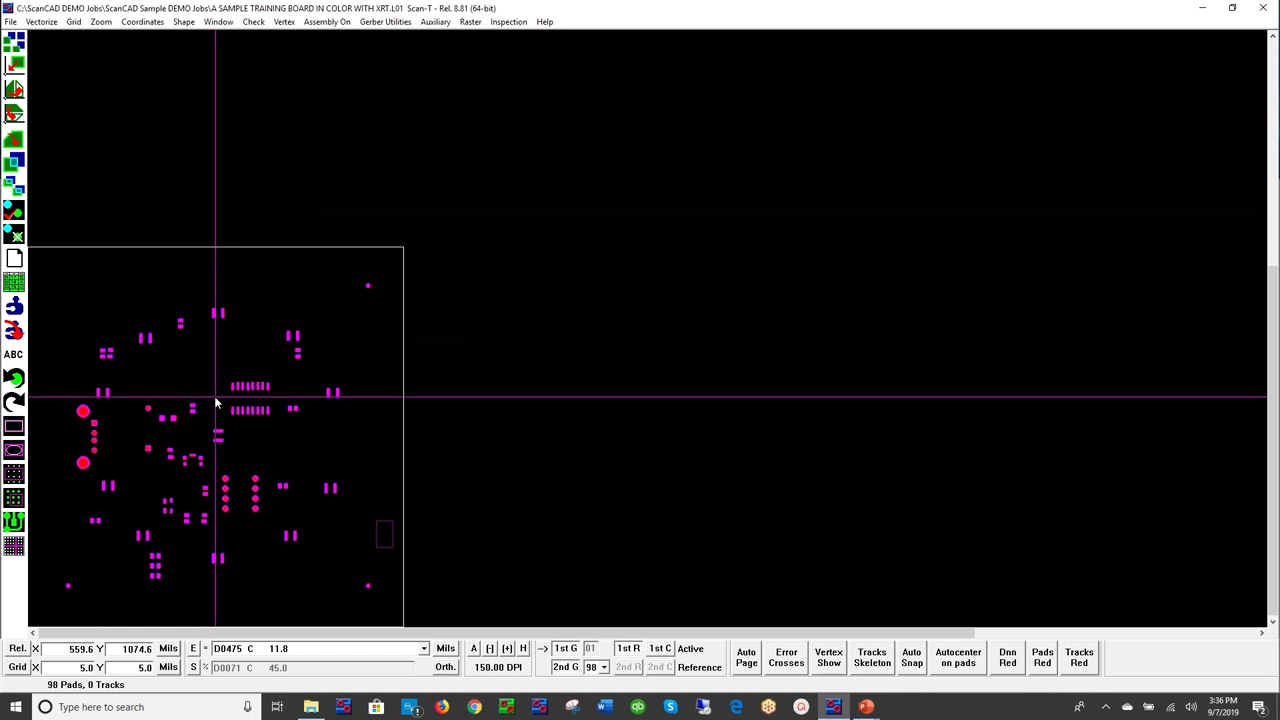 C:\ScanCAD DEMO Jobs\ScanCAD Sample DEMO Jobs\A SAMPLE TRAINING BOARD IN COLOR WITH XRT.L01 Scan-T - Rel. 8.81 (64-bit)
File Vectorize Grid Zoom Coordinates Shape Window Check Vertex Assembly On Gerber Utilities Auxiliary Raster Inspection Help
ABC
Rel. X 559.6 Y 1074.6 Mils E = D0475 C 11.8 Mils A [-] [+] H --> 1st G 01 1st R 1st C Active
Grid X 5.0 Y 5.0 Mils S % D0071 C 45.0 Orth. 150.00 DPI 2nd G 98 2nd R 2nd C Reference
Auto Page Error Crosses Vertex Show Tracks Skeleton Auto Snap Autocenter on pads Dnn Red Pads Red Tracks Red
98 Pads, 0 Tracks
Type here to search
3:36 PM
9/7/2019